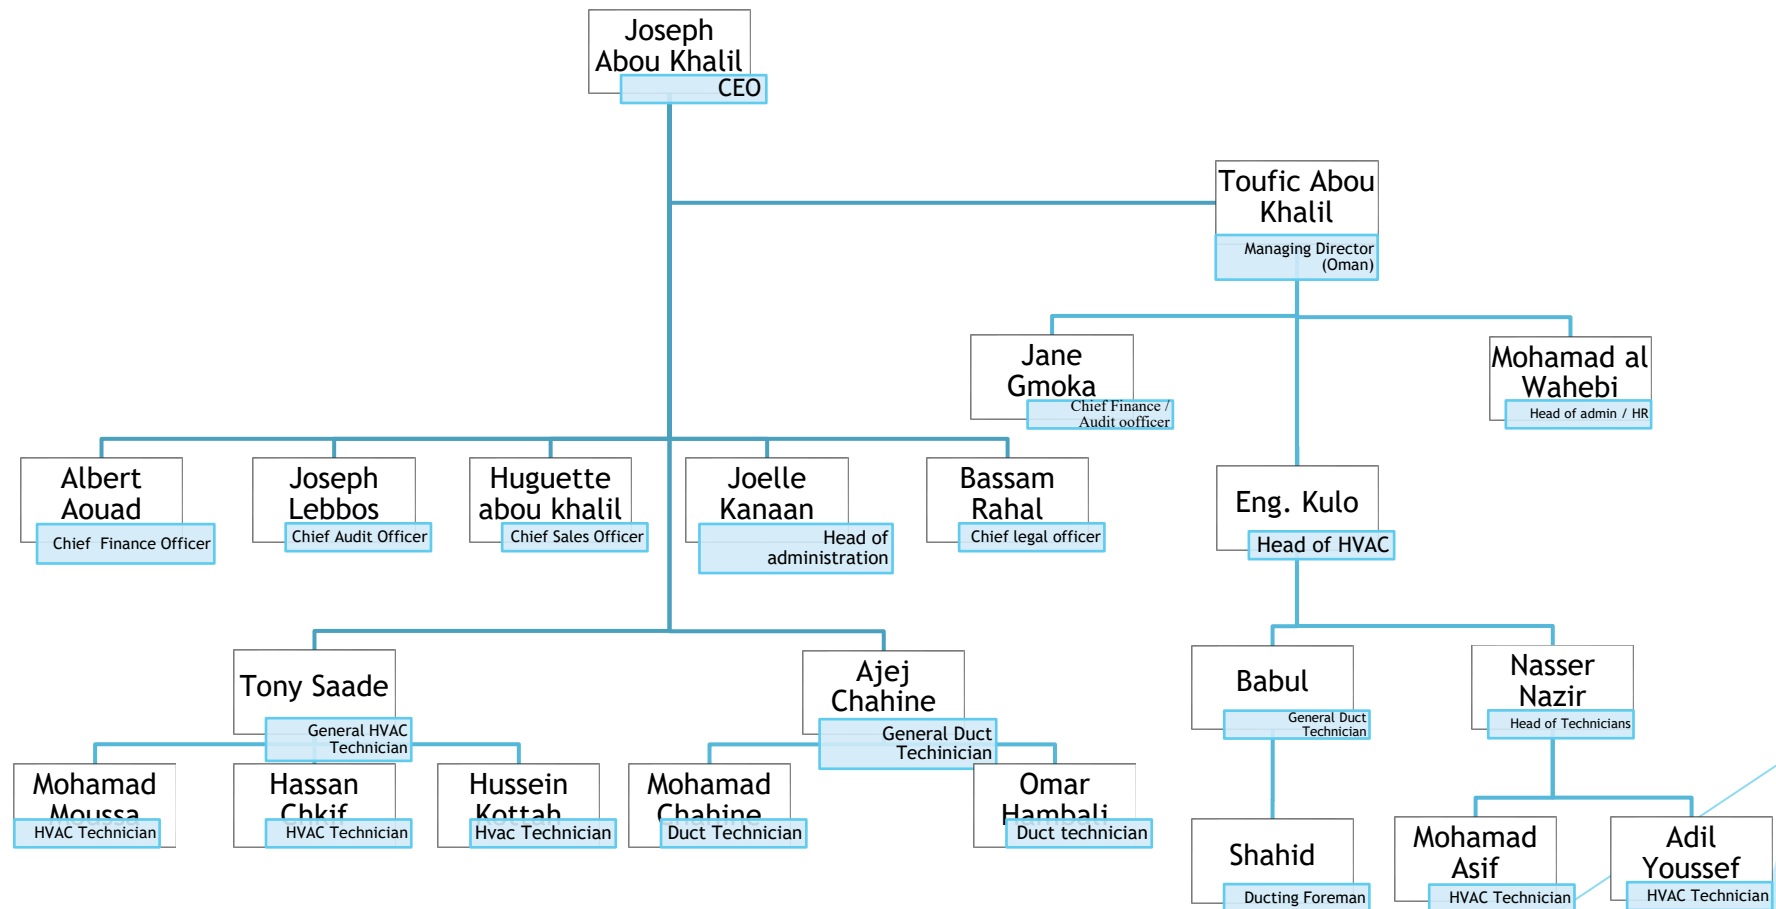 Joseph
Abou Khalil
CEO
Toufic Abou
Khalil
Managing Director
(Oman)
Jane
Gmoka
Chief Finance /
Audit oofficer
Mohamad al
Wahebi
Head of admin / HR
Albert
Aouad
Chief Finance Officer
Joseph
Lebbos
Chief Audit Officer
Huguette
abou khalil
Chief Sales Officer
Joelle
Kanaan
Head of
administration
Bassam
Rahal
Chief legal officer
Eng. Kulo
Head of HVAC
Tony Saade
General HVAC
Technician
Ajej
Chahine
General Duct
Techinician
Babul
General Duct
Technician
Nasser
Nazir
Head of Technicians
Mohamad
Moussa
HVAC Technician
Hassan
Chkif
HVAC Technician
Hussein
Kottah
Hvac Technician
Mohamad
Chahine
Duct Technician
Omar
Hambali
Duct technician
Shahid
Ducting Foreman
Mohamad
Asif
HVAC Technician
Adil
Youssef
HVAC Technician